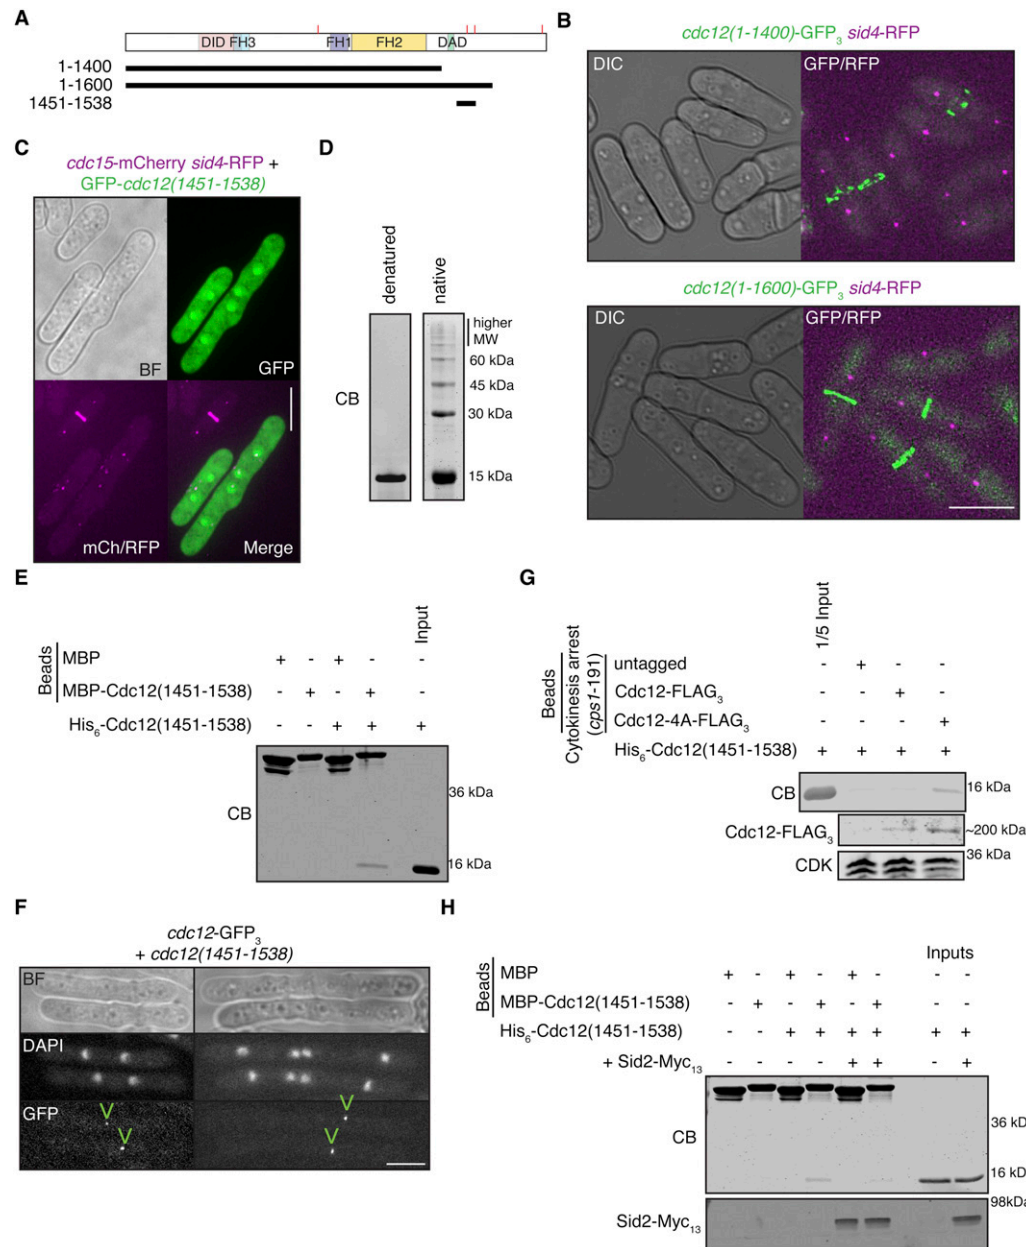 A
DID FH3 FH1 FH2 DAD
1-1400
1-1600
1451-1538
B
cdc12(1-1400)-GFP3 sid4-RFP
DIC GFP/RFP
cdc12(1-1600)-GFP3 sid4-RFP
DIC GFP/RFP
C
cdc15-mCherry sid4-RFP +
GFP-cdc12(1451-1538)
BF GFP
mCh/RFP Merge
D
denatured native
higher
MW
60 kDa
45 kDa
CB
30 kDa
15 kDa
E
Input
Beads
MBP + - + - -
MBP-Cdc12(1451-1538) - + - + -
His6-Cdc12(1451-1538) - - + + +
36 kDa
CB
16 kDa
F
cdc12-GFP3
+ cdc12(1451-1538)
BF
DAPI
GFP
V V
V V
G
1/5 Input
Beads
Cytokinesis arrest
(cps1-191)
untagged - + - -
Cdc12-FLAG3 - - + -
Cdc12-4A-FLAG3 - - - +
His6-Cdc12(1451-1538) + + + +
CB 16 kDa
Cdc12-FLAG3 ~200 kDa
CDK 36 kDa
H
Inputs
Beads
MBP + - + - + - - -
MBP-Cdc12(1451-1538) - + - + - + - -
His6-Cdc12(1451-1538) - - + + + + + +
+ Sid2-Myc13 - - - - + + - +
36 kD
CB
16 kD
98kDa
Sid2-Myc13